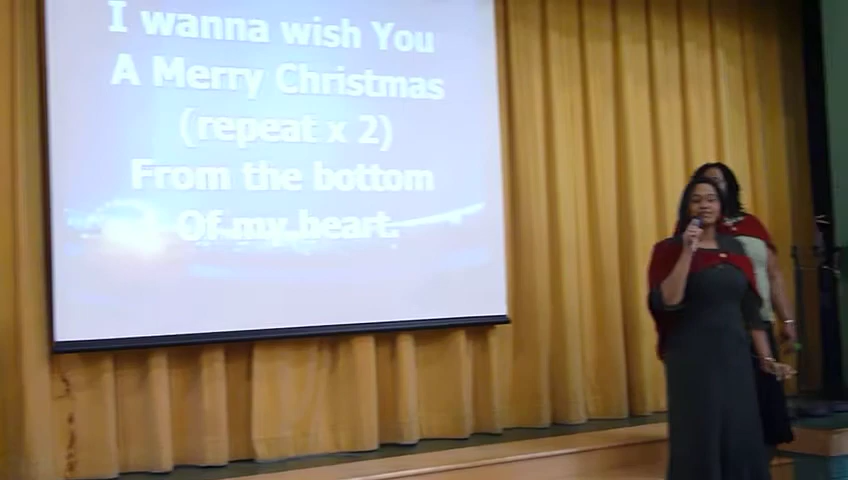 I wanna wish You
A Merry Christmas
(repeat x 2)
From the bottom
Of my heart.